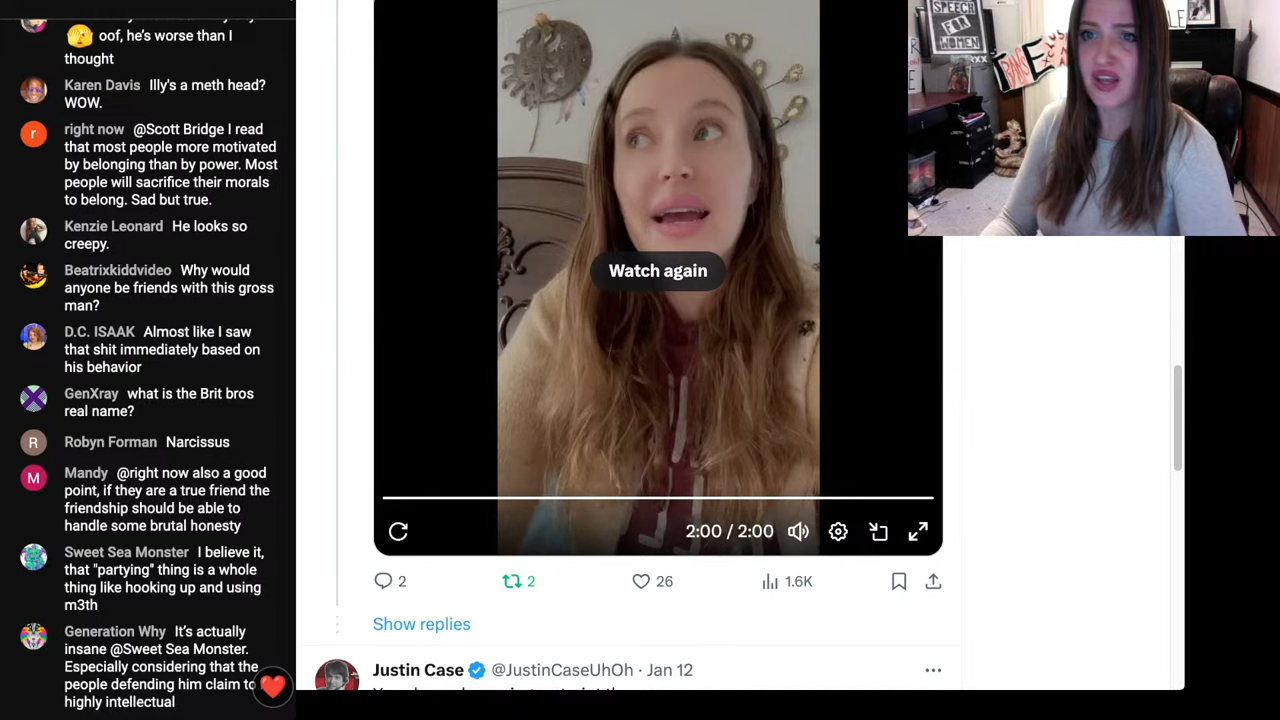 oof, he's worse than I
thought
Karen Davis Illy's a meth head?
WOW.
right now @Scott Bridge I read
that most people more motivated
by belonging than by power. Most
people will sacrifice their morals
to belong. Sad but true.
Kenzie Leonard He looks so
creepy.
Beatrixkiddvideo Why would
anyone be friends with this gross
man?
D.C. ISAAK Almost like I saw
that shit immediately based on
his behavior
GenXray what is the Brit bros
real name?
R
Robyn Forman Narcissus
M
Mandy @right now also a good
point, if they are a true friend the
friendship should be able to
handle some brutal honesty
Sweet Sea Monster I believe it,
that "partying" thing is a whole
thing like hooking up and using
m3th
Generation Why It's actually
insane @Sweet Sea Monster.
Especially considering that the
people defending him claim to
highly intellectual
r
Watch again
2:00 / 2:00
2
2
26
1.6K
Show replies
Justin Case @JustinCaseUhOh · Jan 12
SPEECH
FOR
WOMEN
XX